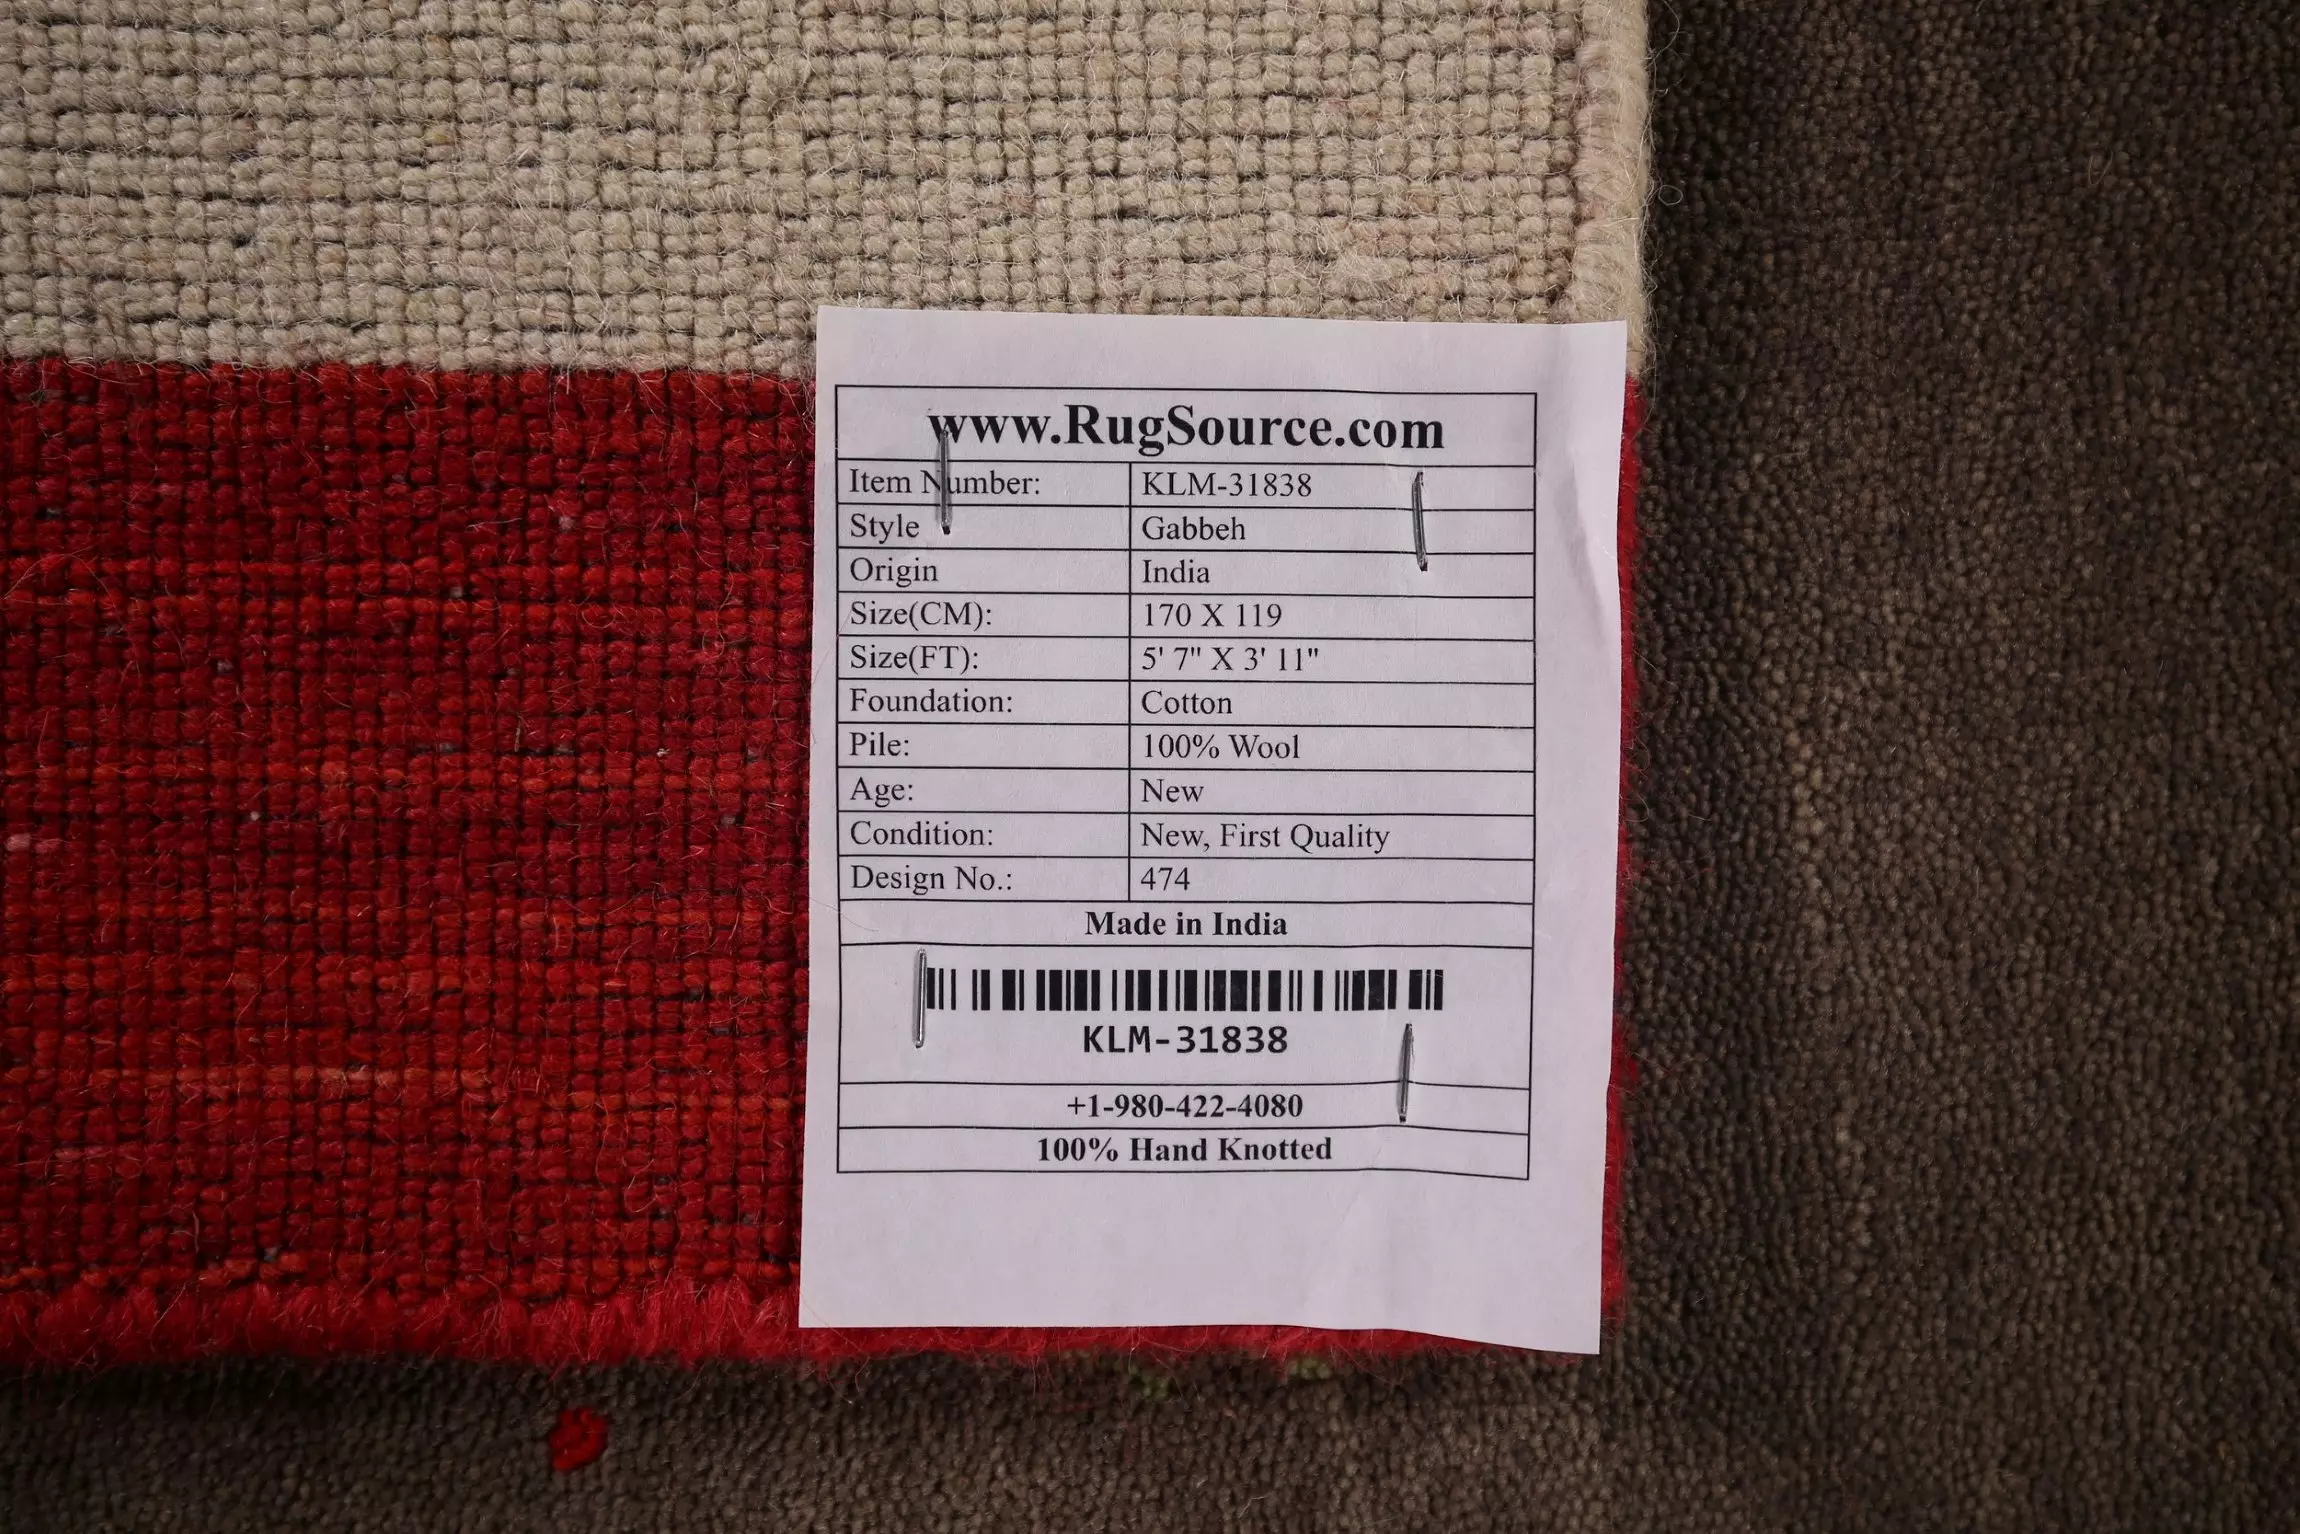 www.RugSource.com
Item Number: KLM-31838
Style Gabbeh
Origin India
Size(CM): 170 X 119
Size(FT): 5' 7" X 3' 11"
Foundation: Cotton
Pile: 100% Wool
Age: New
Condition: New, First Quality
Design No.: 474
Made in India
KLM-31838
+1-980-422-4080
100% Hand Knotted